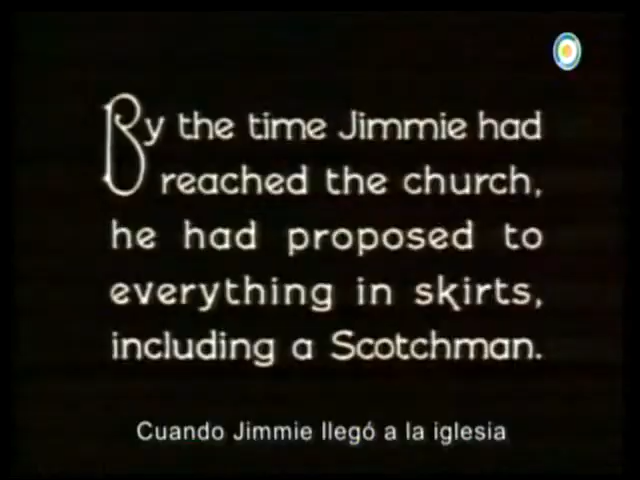 By the time Jimmie had
reached the church,
he had proposed to
everything in skirts,
including a Scotchman.
Cuando Jimmie llegó a la iglesia